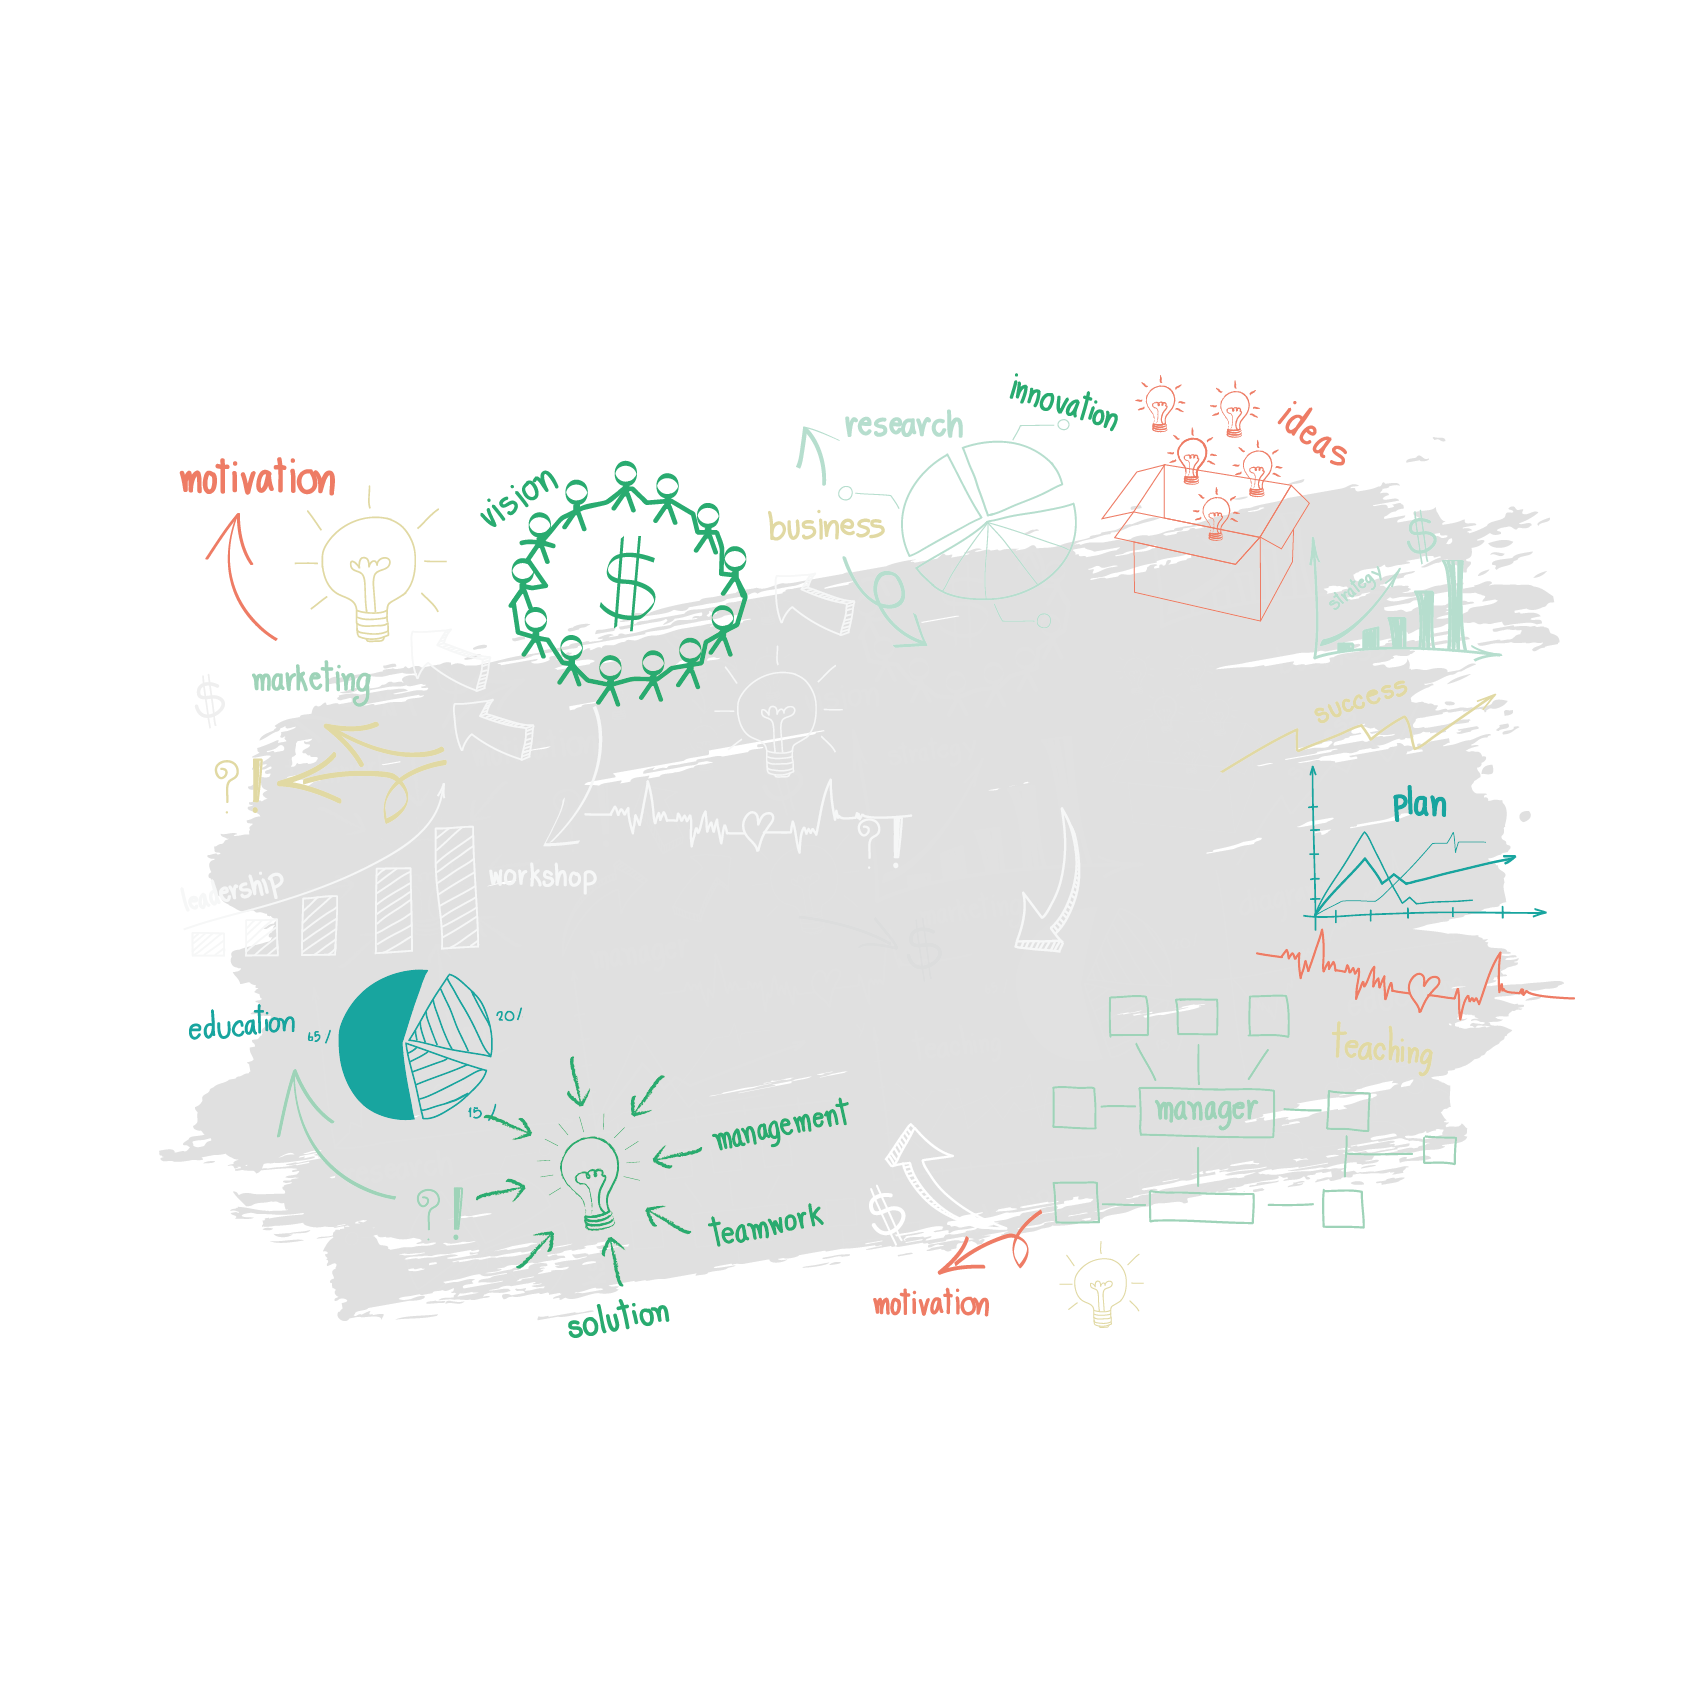 innovation
research
ideas
motivation
vision
$
business
$
strategy
marketing
$
success
? !
plan
? !
workshop
leadership
$
education
65/
20/
15/
teaching
management
manager
? !
teamwork
$
motivation
solution